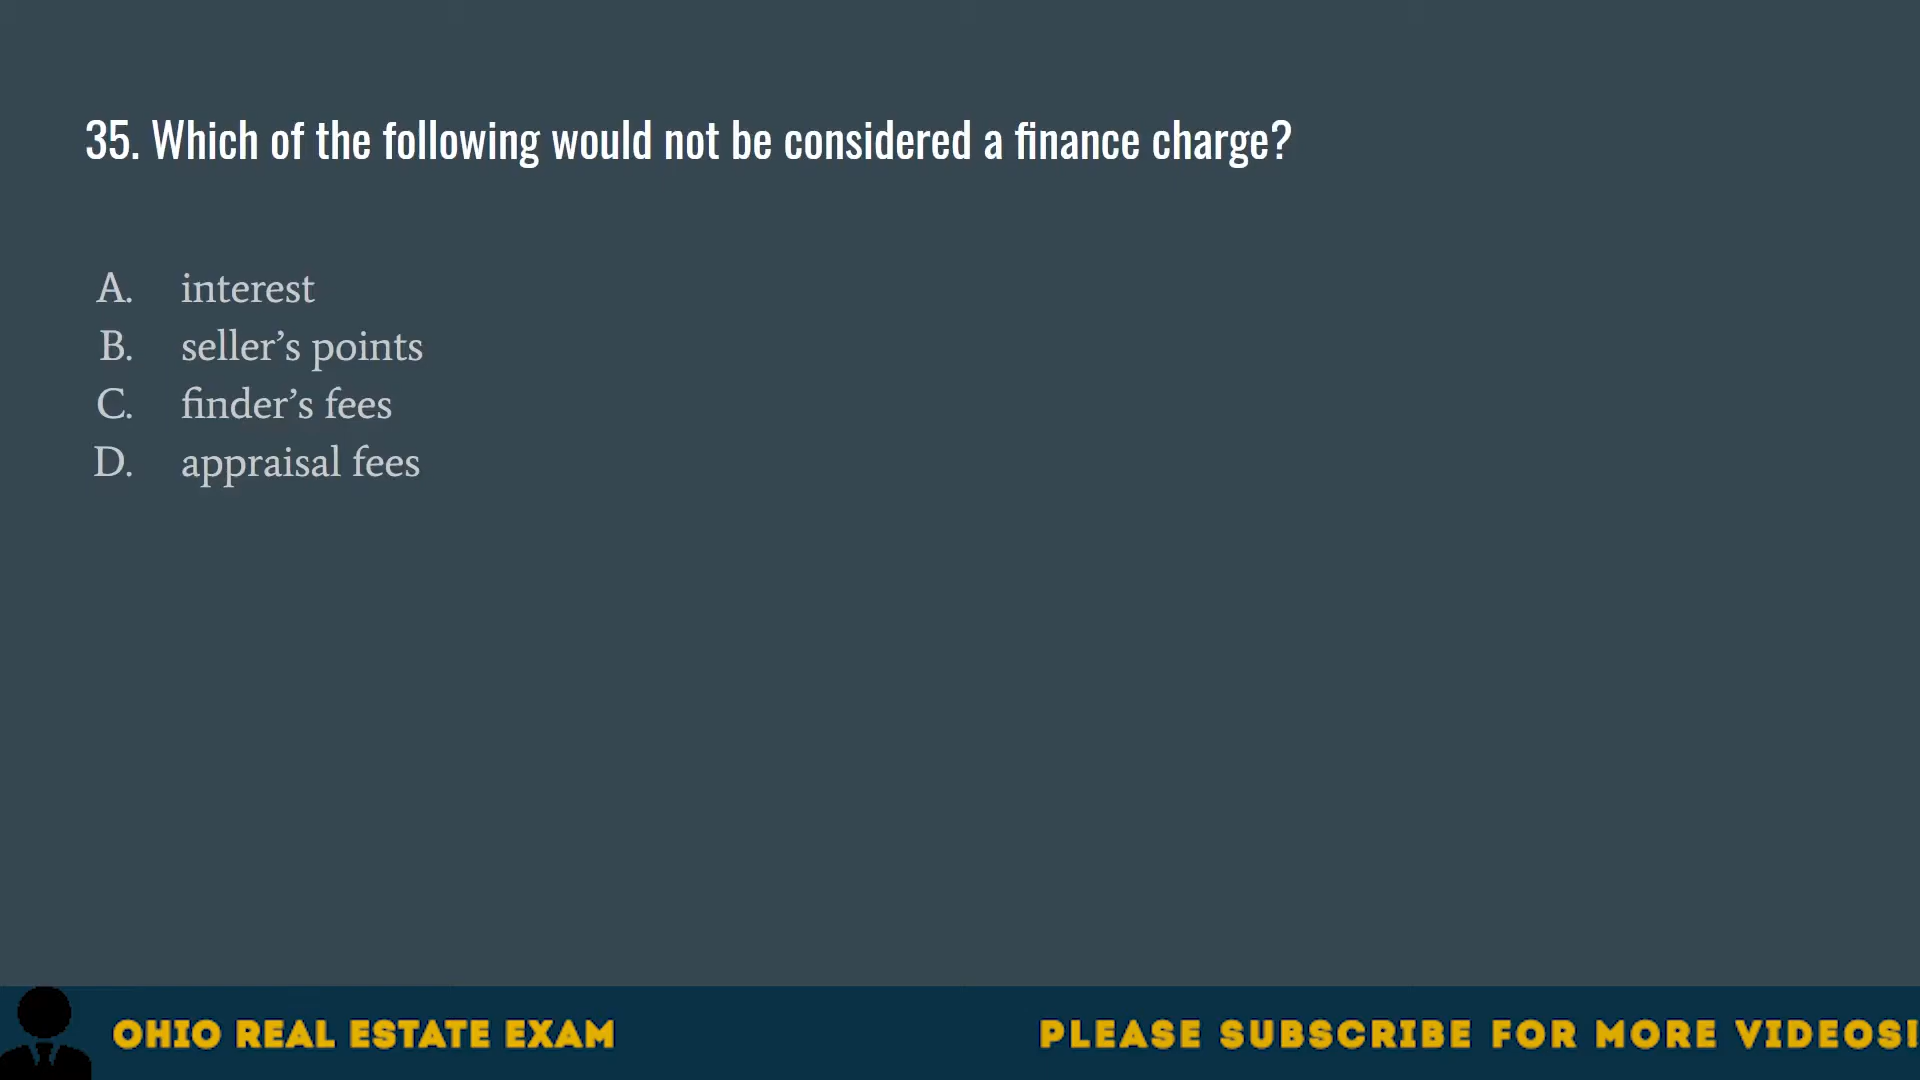 35. Which of the following would not be considered a finance charge?
A. interest
B. seller’s points
C. finder’s fees
D. appraisal fees
OHIO REAL ESTATE EXAM
PLEASE SUBSCRIBE FOR MORE VIDEOS!